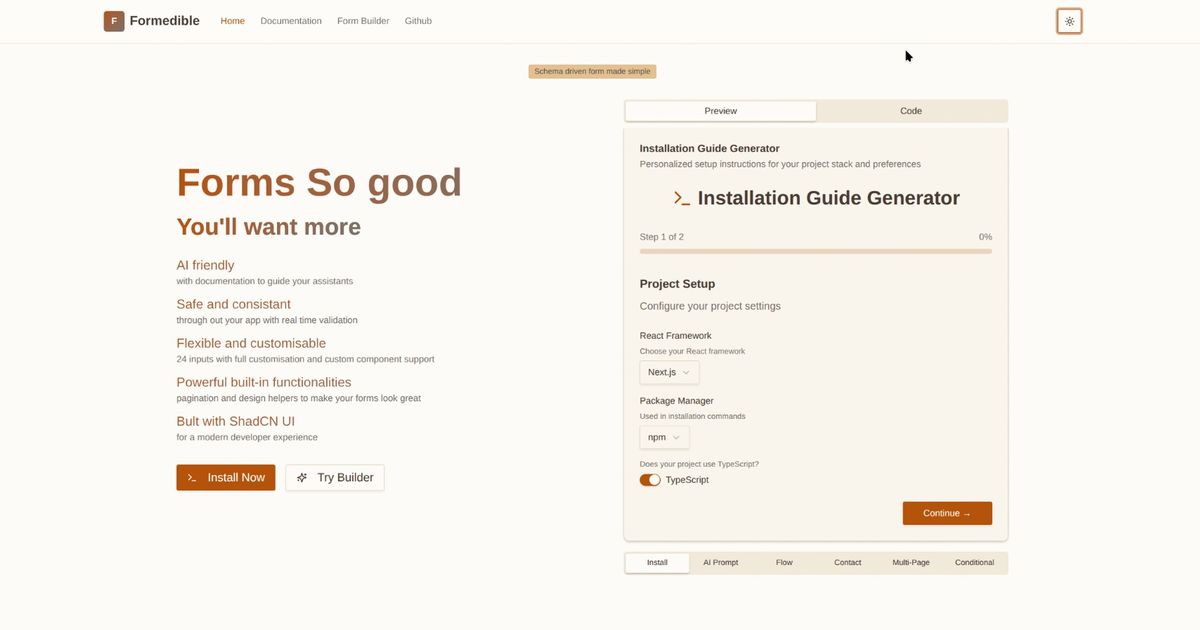 F Formedible Home Documentation Form Builder Github
Schema driven form made simple
Forms So good
You'll want more
AI friendly
with documentation to guide your assistants
Safe and consistant
through out your app with real time validation
Flexible and customisable
24 inputs with full customisation and custom component support
Powerful built-in functionalities
pagination and design helpers to make your forms look great
Bult with ShadCN UI
for a modern developer experience
Install Now Try Builder
Preview Code
Installation Guide Generator
Personalized setup instructions for your project stack and preferences
Installation Guide Generator
Step 1 of 2 0%
Project Setup
Configure your project settings
React Framework
Choose your React framework
Next.js
Package Manager
Used in installation commands
npm
Does your project use TypeScript?
TypeScript
Continue →
Install AI Prompt Flow Contact Multi-Page Conditional